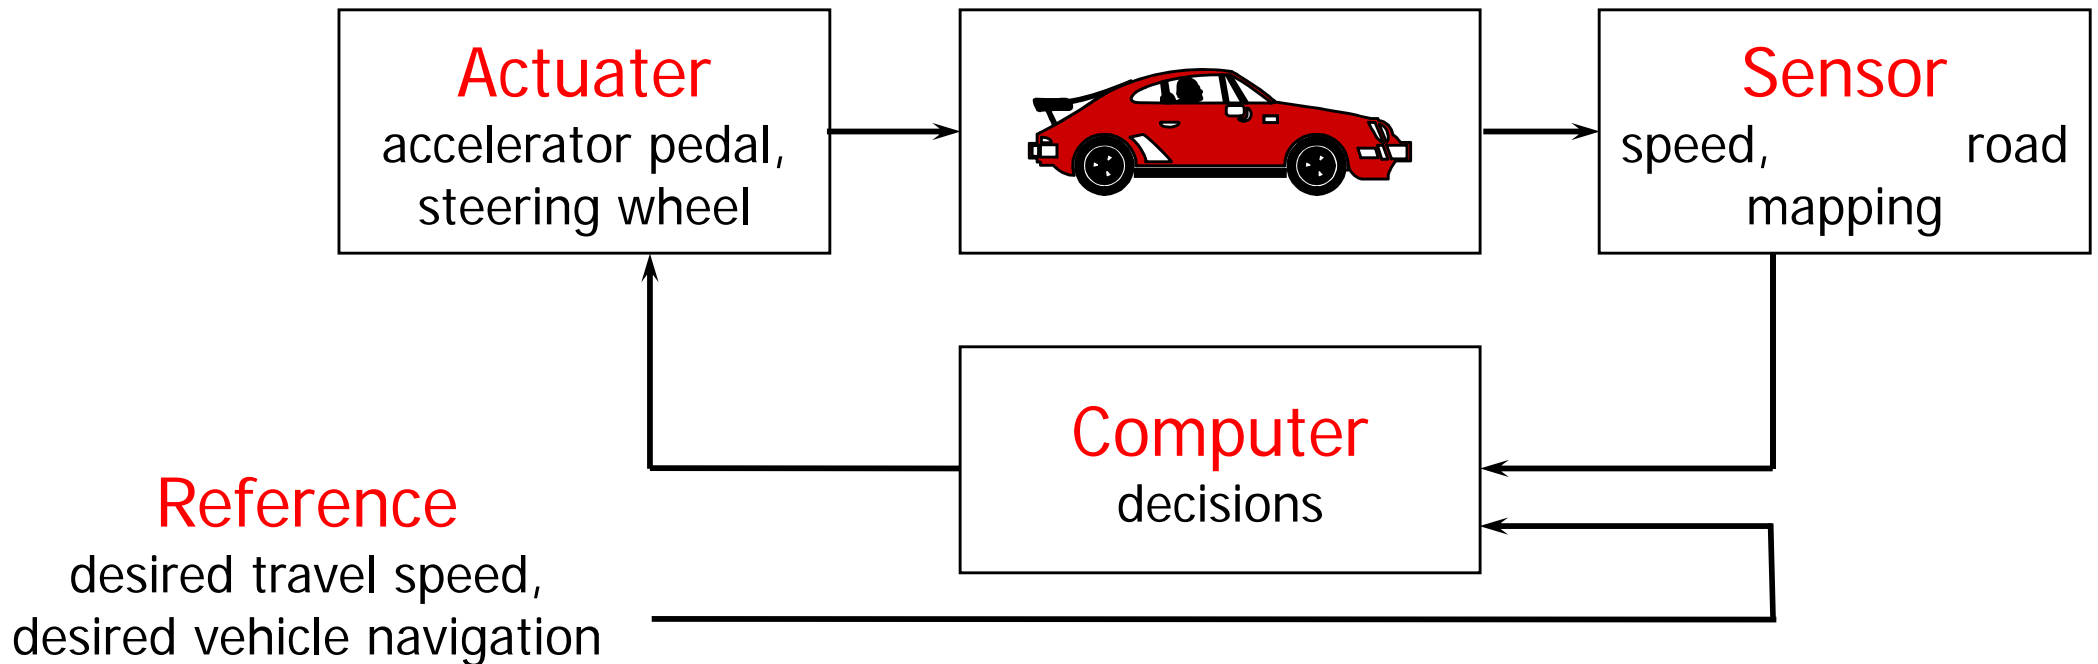 Actuater
accelerator pedal,
steering wheel
Sensor
speed, road
mapping
Computer
decisions
Reference
desired travel speed,
desired vehicle navigation